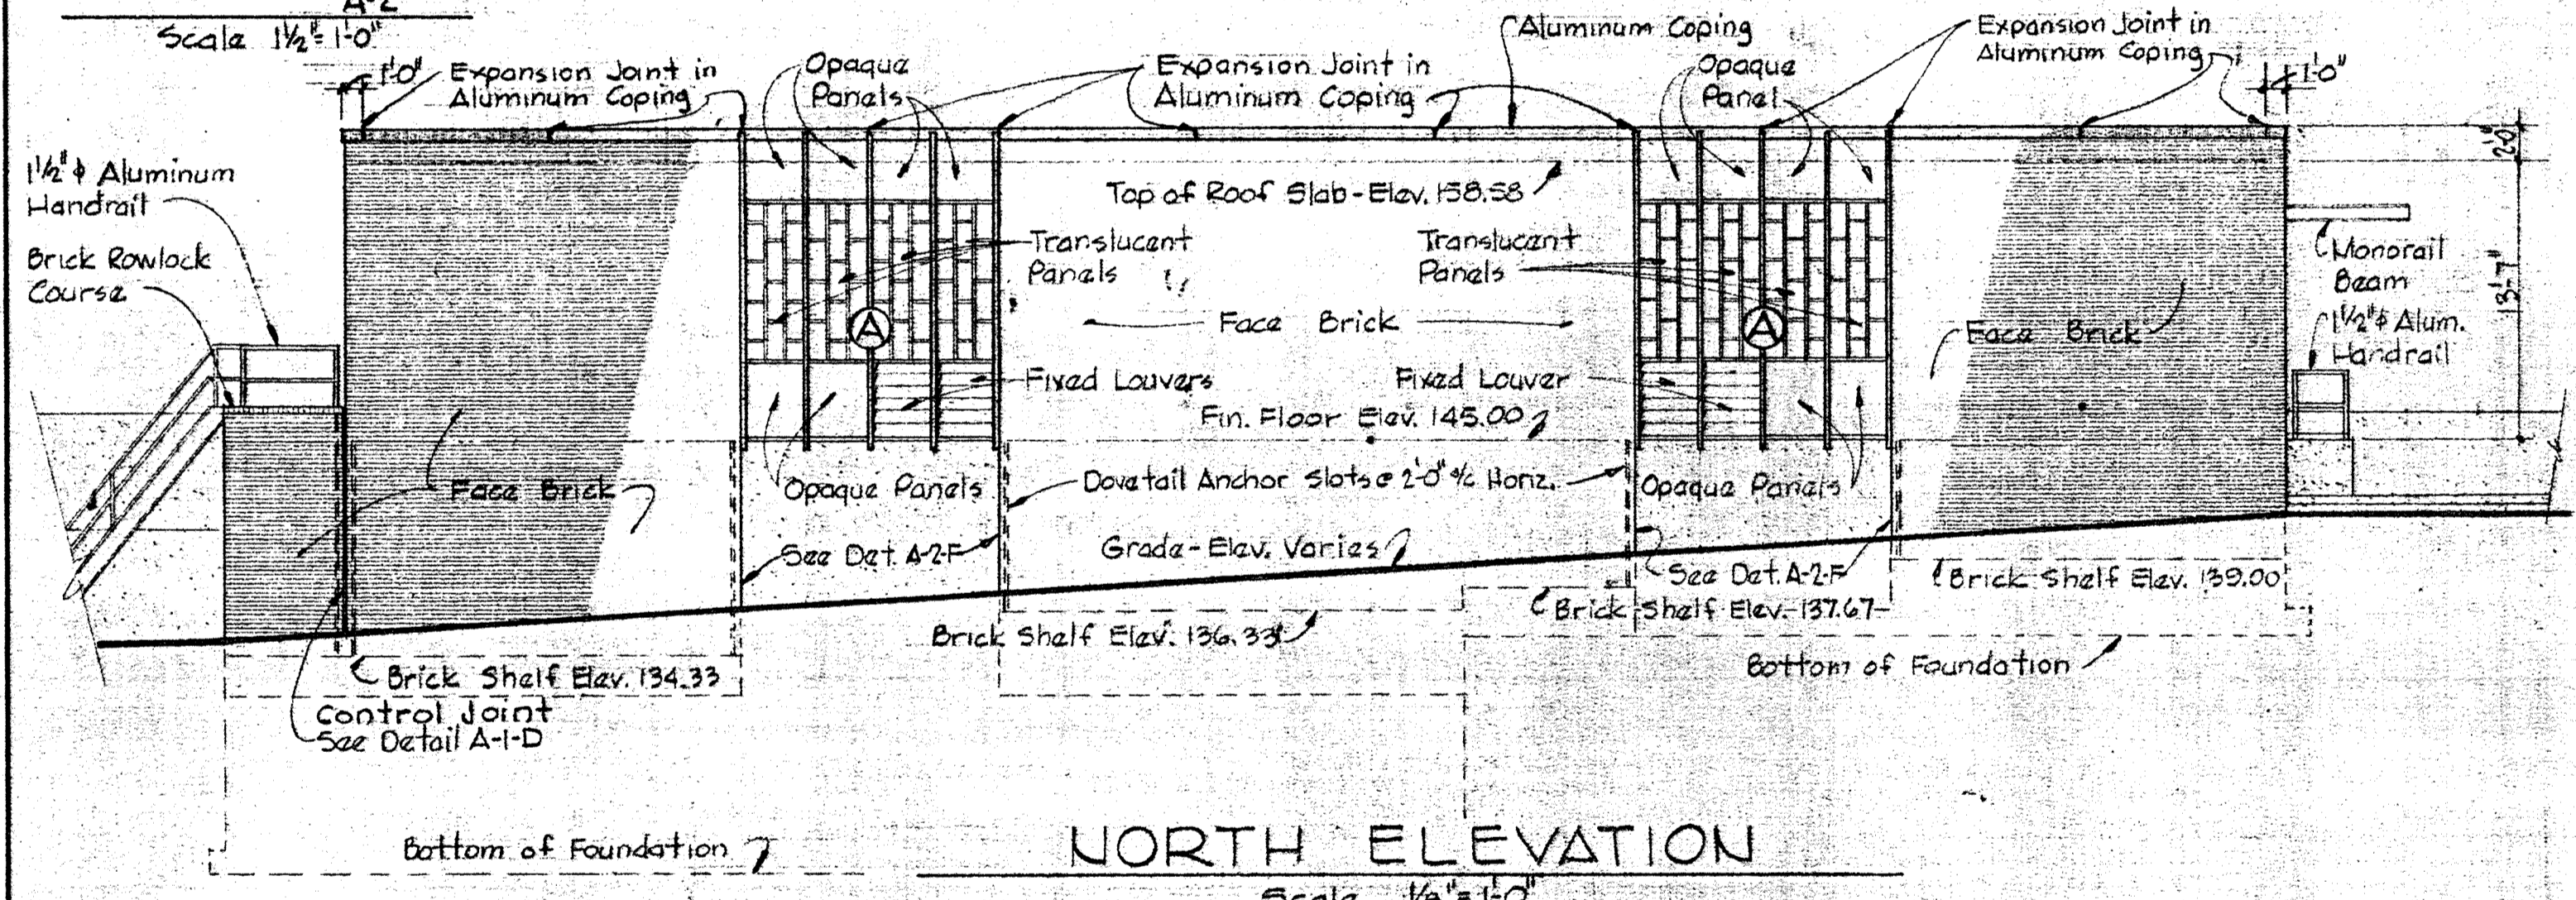 A-2
Scale 1½"= 1'-0"
1'-0"
Expansion Joint in
Aluminum Coping
Opaque
Panels
Expansion Joint in
Aluminum Coping
Aluminum Coping
Opaque
Panel
Expansion Joint in
Aluminum Coping
1'-0"
1½" ⌀ Aluminum
Handrail
Brick Rowlock
Course
Top of Roof Slab - Elev. 158.58
2'-0"
13'-7"
Translucent
Panels
Translucent
Panels
Monorail
Beam
1½" ⌀ Alum.
Handrail
A
Face Brick
A
Face Brick
Fixed Louvers
Fixed Louver
Fin. Floor Elev. 145.00
Face Brick
Opaque Panels
Dovetail Anchor Slots @ 2'-0" o/c Horiz.
Opaque Panels
See Det. A-2-F
Grade - Elev. Varies
See Det. A-2-F
Brick Shelf Elev. 139.00
Brick Shelf Elev. 137.67
Brick Shelf Elev. 136.33
Brick Shelf Elev. 134.33
Bottom of Foundation
Control Joint
See Detail A-1-D
Bottom of Foundation
NORTH ELEVATION
Scale 1/8"=1'-0"